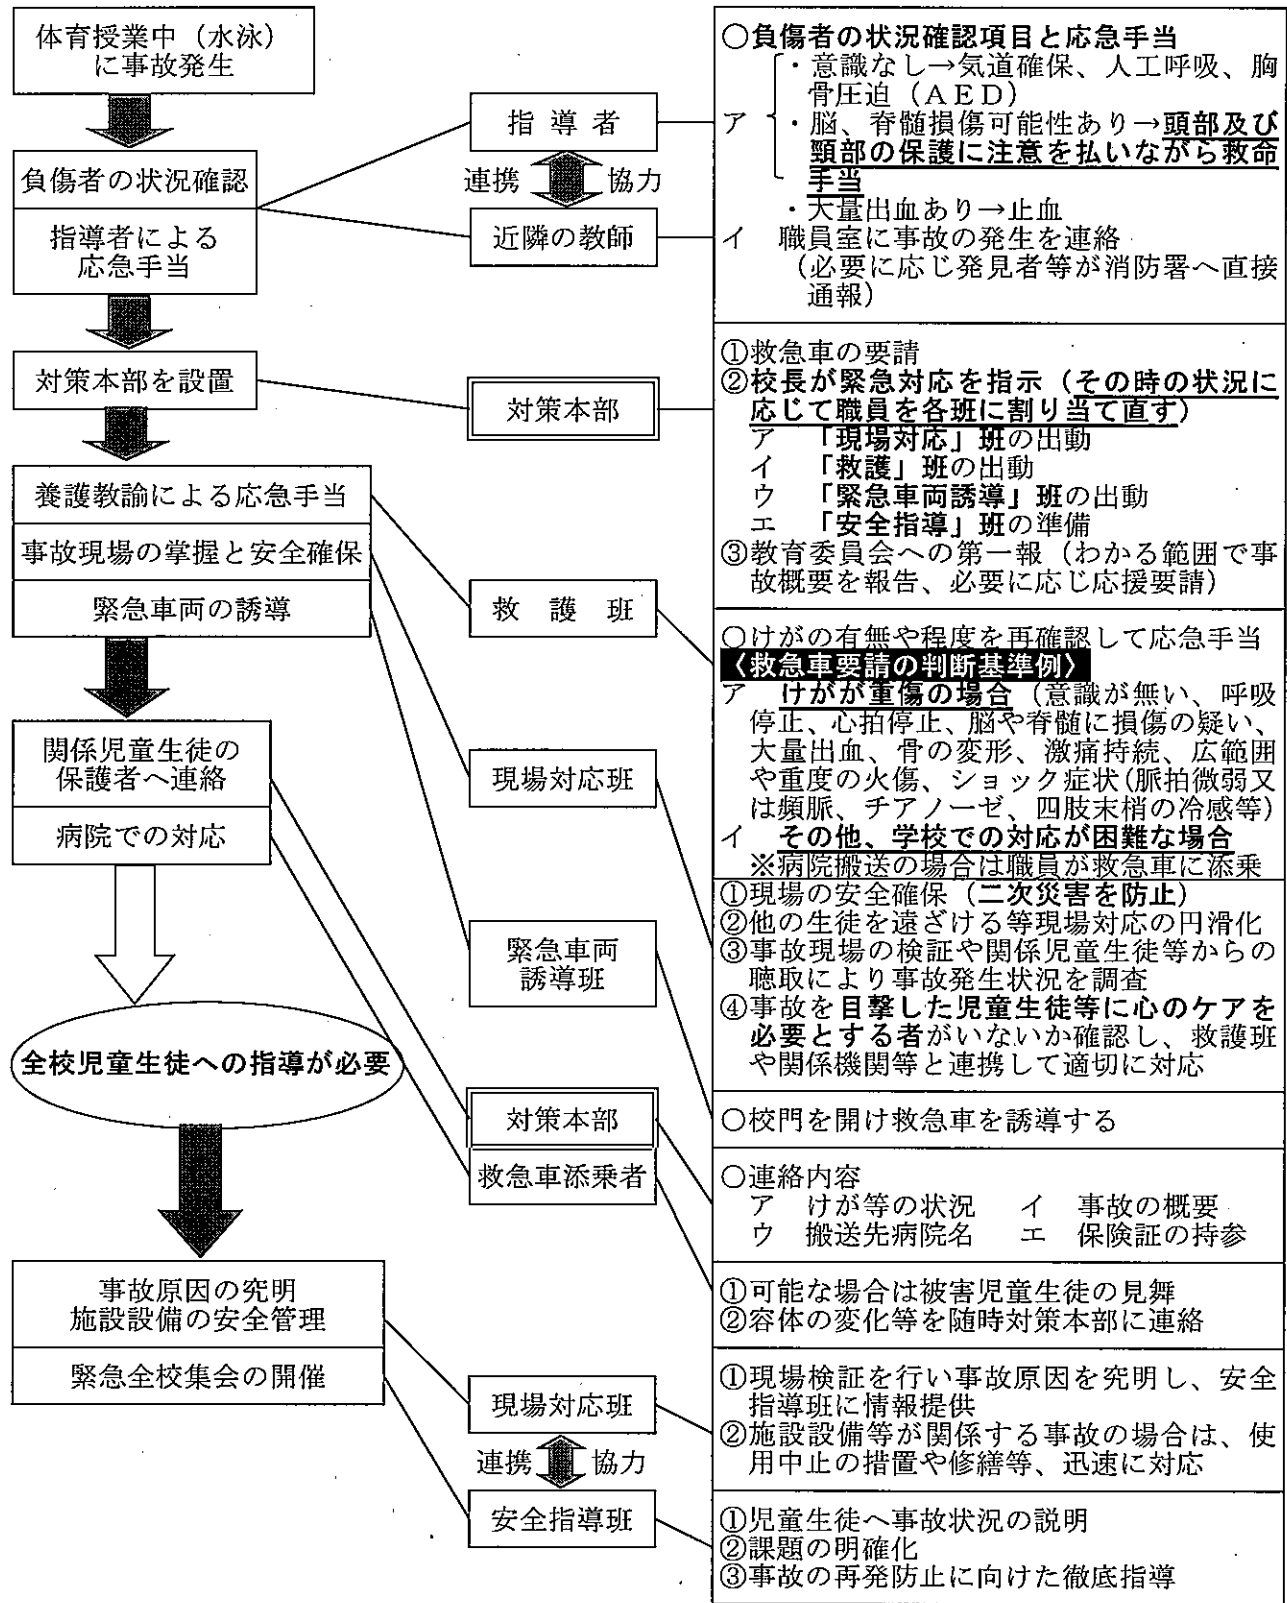 体育授業中（水泳）
に事故発生
負傷者の状況確認
指導者による
応急手当
対策本部を設置
養護教諭による応急手当
事故現場の掌握と安全確保
緊急車両の誘導
関係児童生徒の
保護者へ連絡
病院での対応
全校児童生徒への指導が必要
事故原因の究明
施設設備の安全管理
緊急全校集会の開催
指導者
連携 協力
近隣の教師
対策本部
救護班
現場対応班
緊急車両
誘導班
対策本部
救急車添乗者
現場対応班
連携 協力
安全指導班
○負傷者の状況確認項目と応急手当
・意識なし→気道確保、人工呼吸、胸
骨圧迫（ＡＥＤ）
ア ・脳、脊髄損傷可能性あり→頭部及び
頸部の保護に注意を払いながら救命
手当
・大量出血あり→止血
イ 職員室に事故の発生を連絡
（必要に応じ発見者等が消防署へ直接
通報）
①救急車の要請
②校長が緊急対応を指示（その時の状況に
応じて職員を各班に割り当て直す）
ア 「現場対応」班の出動
イ 「救護」班の出動
ウ 「緊急車両誘導」班の出動
エ 「安全指導」班の準備
③教育委員会への第一報（わかる範囲で事
故概要を報告、必要に応じ応援要請）
○けがの有無や程度を再確認して応急手当
〈救急車要請の判断基準例〉
ア けがが重傷の場合（意識が無い、呼吸
停止、心拍停止、脳や脊髄に損傷の疑い、
大量出血、骨の変形、激痛持続、広範囲
や重度の火傷、ショック症状(脈拍微弱又
は頻脈、チアノーゼ、四肢末梢の冷感等)
イ その他、学校での対応が困難な場合
※病院搬送の場合は職員が救急車に添乗
①現場の安全確保（二次災害を防止）
②他の生徒を遠ざける等現場対応の円滑化
③事故現場の検証や関係児童生徒等からの
聴取により事故発生状況を調査
④事故を目撃した児童生徒等に心のケアを
必要とする者がいないか確認し、救護班
や関係機関等と連携して適切に対応
○校門を開け救急車を誘導する
○連絡内容
ア けが等の状況 イ 事故の概要
ウ 搬送先病院名 エ 保険証の持参
①可能な場合は被害児童生徒の見舞
②容体の変化等を随時対策本部に連絡
①現場検証を行い事故原因を究明し、安全
指導班に情報提供
②施設設備等が関係する事故の場合は、使
用中止の措置や修繕等、迅速に対応
①児童生徒へ事故状況の説明
②課題の明確化
③事故の再発防止に向けた徹底指導